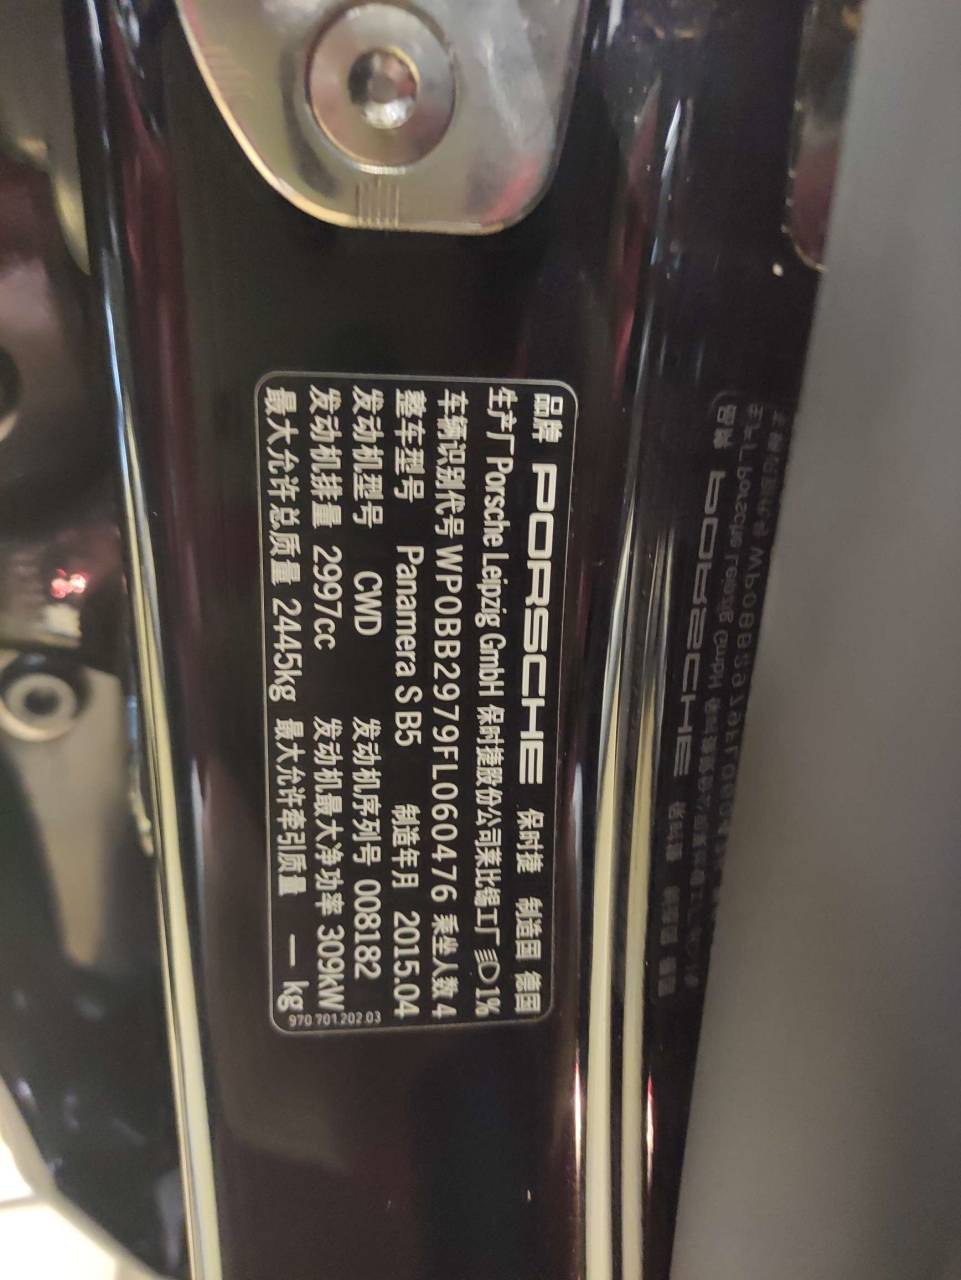 品牌 PORSCHE 保时捷 制造国 德国
生产厂 Porsche Leipzig GmbH 保时捷股份公司莱比锡工厂 1%
车辆识别代号 WP0BB2979FL060476 乘坐人数 4
整车型号 Panamera S B5 制造年月 2015.04
发动机型号 CWD 发动机序列号 008182
发动机排量 2997cc 发动机最大净功率 309kW
最大允许总质量 2445kg 最大允许牵引质量 — kg
970 701 202 03